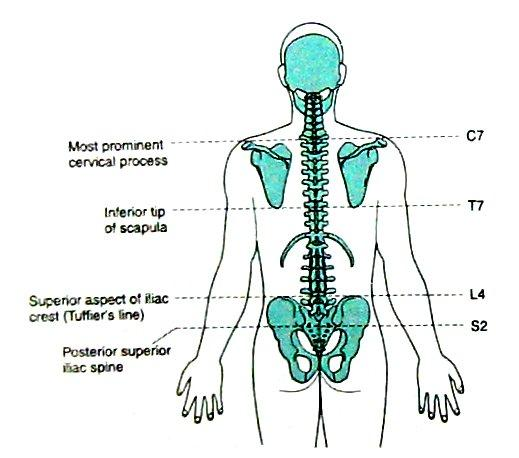 Most prominent
cervical process
C7
Inferior tip
of scapula
T7
Superior aspect of iliac
crest (Tuffier's line)
L4
S2
Posterior superior
iliac spine